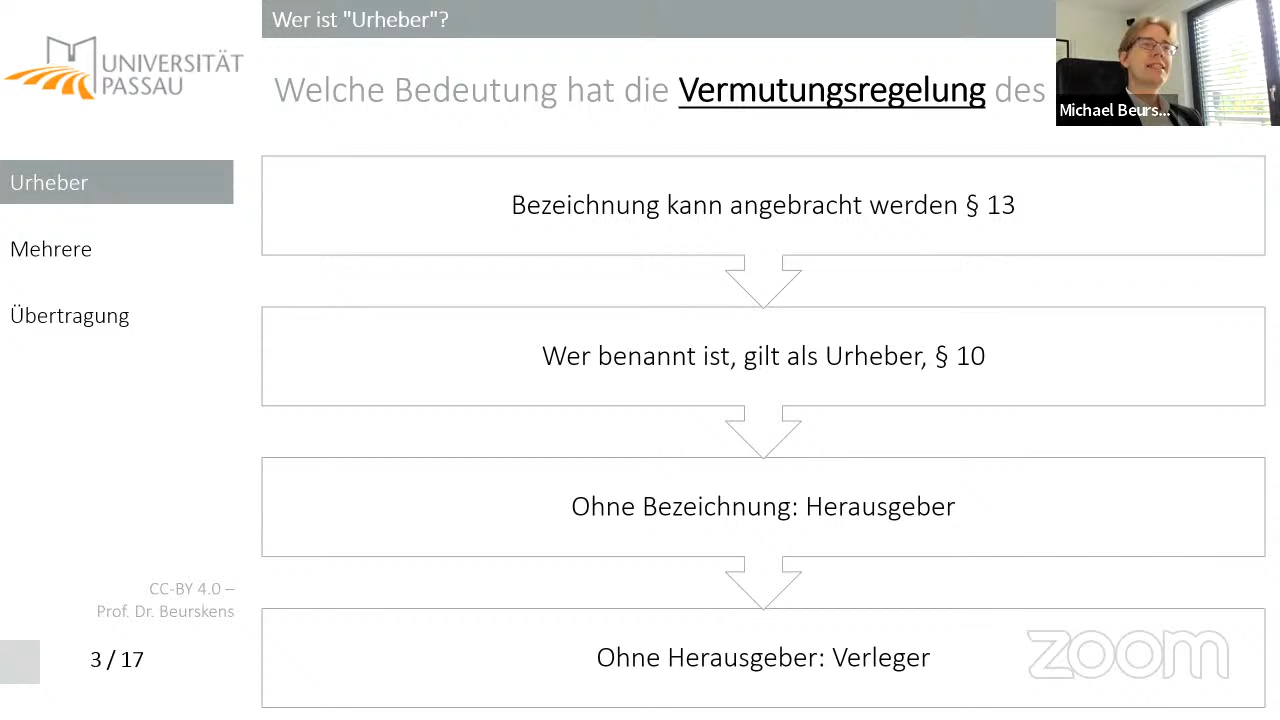 Wer ist "Urheber"?
UNIVERSITÄT
PASSAU
Welche Bedeutung hat die Vermutungsregelung des
Michael Beurs...
Urheber
Mehrere
Übertragung
Bezeichnung kann angebracht werden § 13
Wer benannt ist, gilt als Urheber, § 10
Ohne Bezeichnung: Herausgeber
Ohne Herausgeber: Verleger
CC-BY 4.0 –
Prof. Dr. Beurskens
3 / 17
zoom